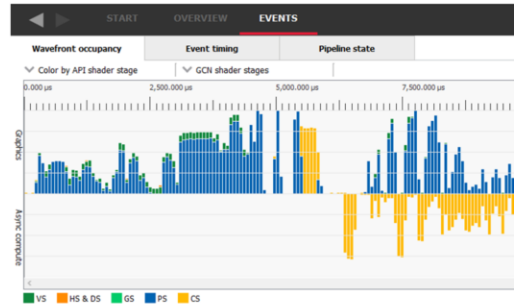 START OVERVIEW EVENTS
Wavefront occupancy Event timing Pipeline state
Color by API shader stage GCN shader stages
0.000 μs 2,500.000 μs 5,000.000 μs 7,500.000 μs
Graphics
Async compute
VS HS & DS GS PS CS